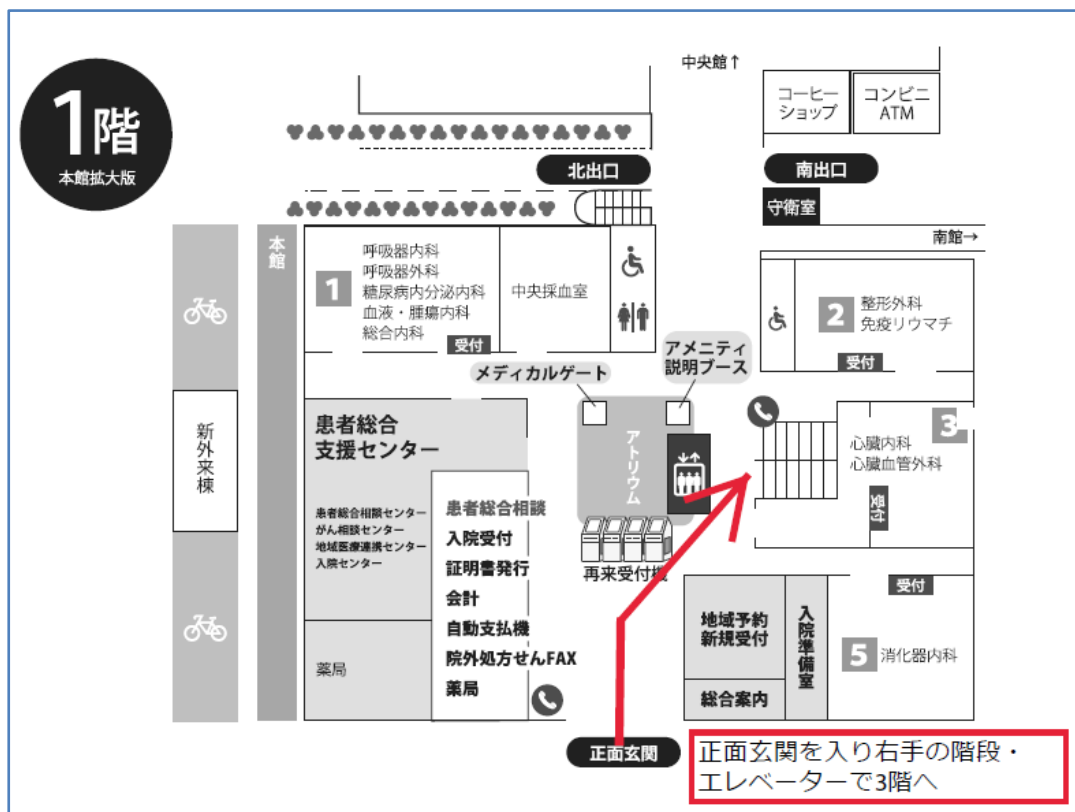 1階
本館拡大版
中央館↑
コーヒー
ショップ
コンビニ
ATM
北出口
南出口
守衛室
南館→
本館
1
呼吸器内科
呼吸器外科
糖尿病内分泌内科
血液・腫瘍内科
総合内科
受付
中央採血室
2
整形外科
免疫リウマチ
受付
メディカルゲート
アメニティ
説明ブース
アトリウム
3
心臓内科
心臓血管外科
受付
新外来棟
患者総合
支援センター
患者総合相談センター
がん相談センター
地域医療連携センター
入院センター
患者総合相談
入院受付
証明書発行
会計
自動支払機
院外処方せんFAX
薬局
薬局
再来受付機
地域予約
新規受付
総合案内
入院準備室
受付
5
消化器内科
正面玄関
正面玄関を入り右手の階段・
エレベーターで3階へ